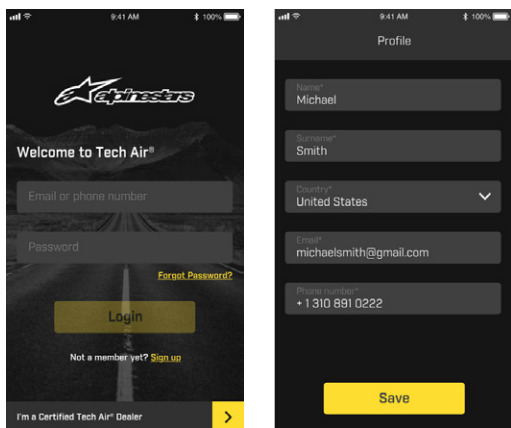 9:41 AM
100%
alpinestars
Welcome to Tech Air®
Email or phone number
Password
Forgot Password?
Login
Not a member yet? Sign up
I'm a Certified Tech Air® Dealer
9:41 AM
100%
Profile
Name*
Michael
Surname*
Smith
Country*
United States
Email*
michaelsmith@gmail.com
Phone number*
+ 1 310 891 0222
Save